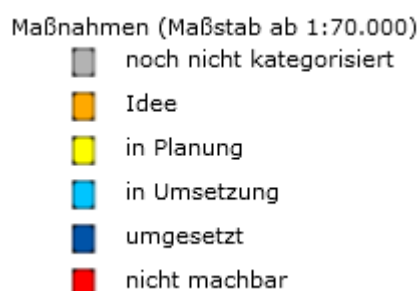 Maßnahmen (Maßstab ab 1:70.000)
noch nicht kategorisiert
Idee
in Planung
in Umsetzung
umgesetzt
nicht machbar